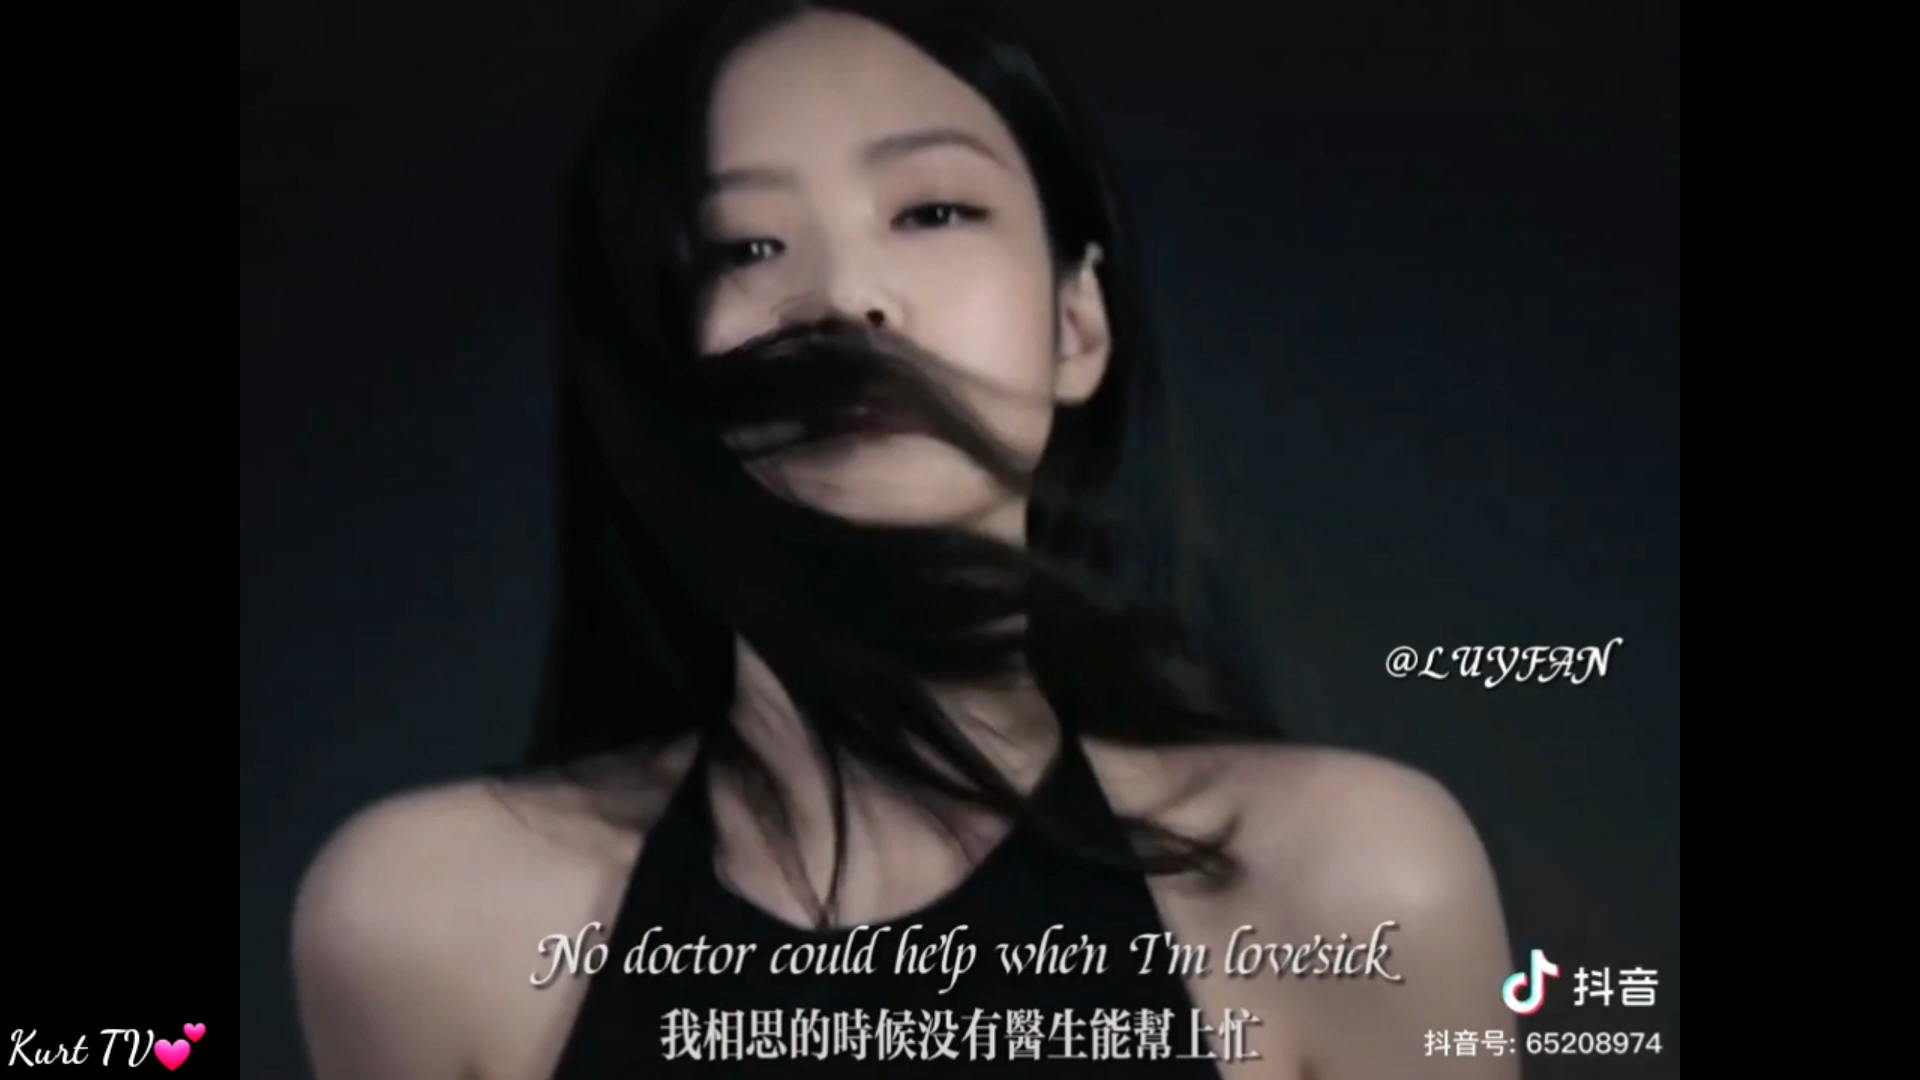 @LUYFAN
No doctor could help when I'm lovesick
我相思的時候没有醫生能幫上忙
抖音
抖音号: 65208974
Kurt TV💕